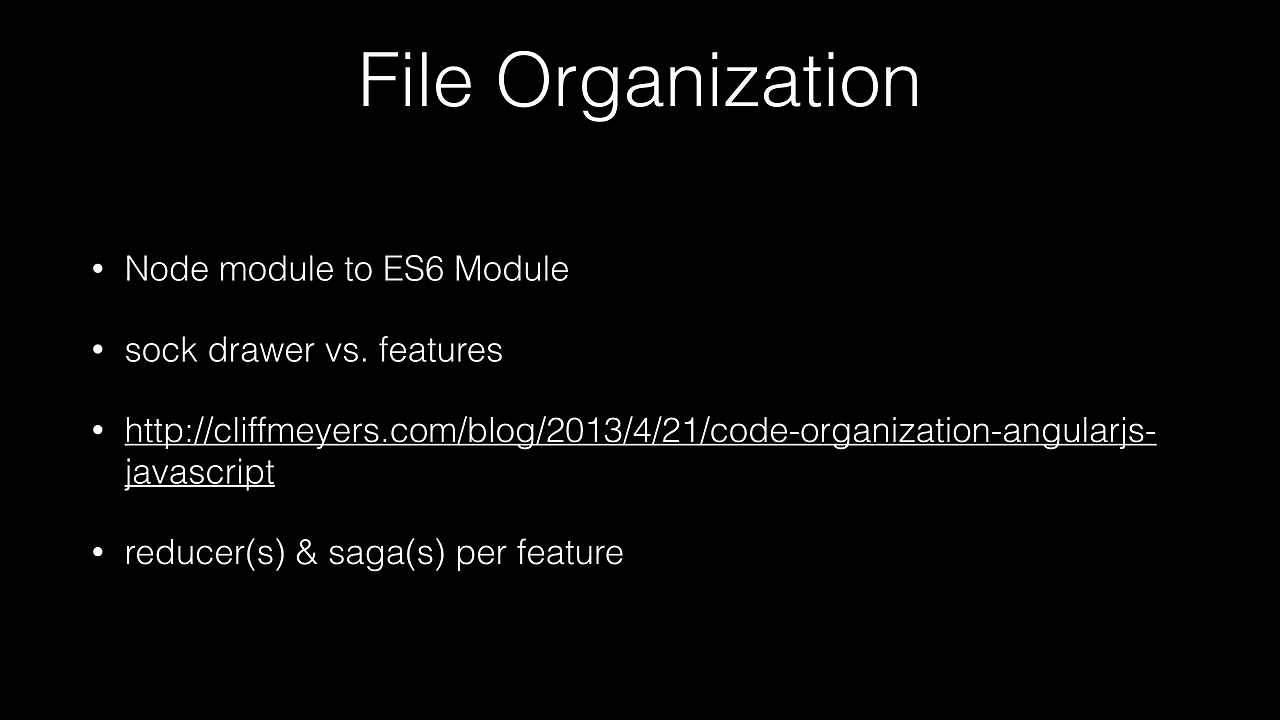 File Organization
• Node module to ES6 Module
• sock drawer vs. features
• http://cliffmeyers.com/blog/2013/4/21/code-organization-angularjs-
javascript
• reducer(s) & saga(s) per feature